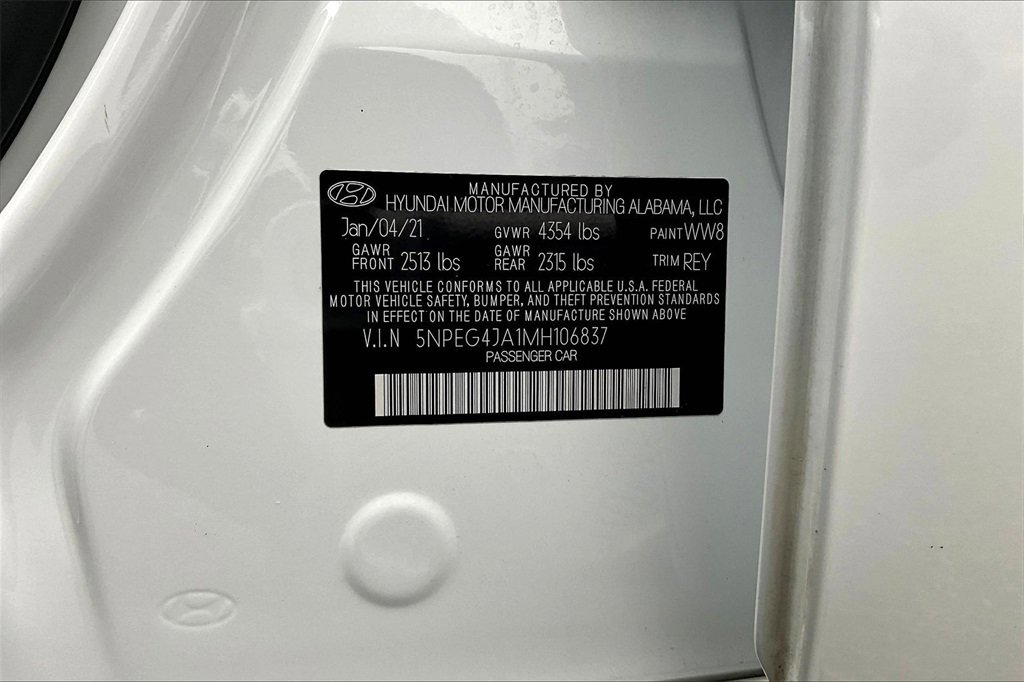 MANUFACTURED BY
HYUNDAI MOTOR MANUFACTURING ALABAMA, LLC
Jan/04/21 GVWR 4354 lbs PAINT WW8
GAWR FRONT 2513 lbs GAWR REAR 2315 lbs TRIM REY
THIS VEHICLE CONFORMS TO ALL APPLICABLE U.S.A. FEDERAL
MOTOR VEHICLE SAFETY, BUMPER, AND THEFT PREVENTION STANDARDS
IN EFFECT ON THE DATE OF MANUFACTURE SHOWN ABOVE
V.I.N 5NPEG4JA1MH106837
PASSENGER CAR